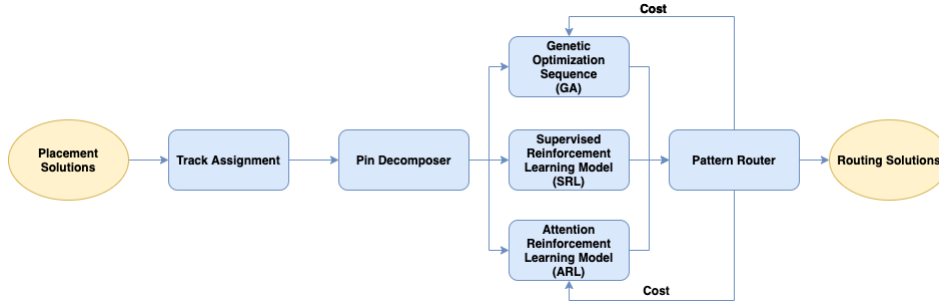 Cost
Genetic
Optimization
Sequence
(GA)
Placement
Solutions
Track Assignment
Pin Decomposer
Supervised
Reinforcement
Learning Model
(SRL)
Pattern Router
Routing Solutions
Attention
Reinforcement
Learning Model
(ARL)
Cost